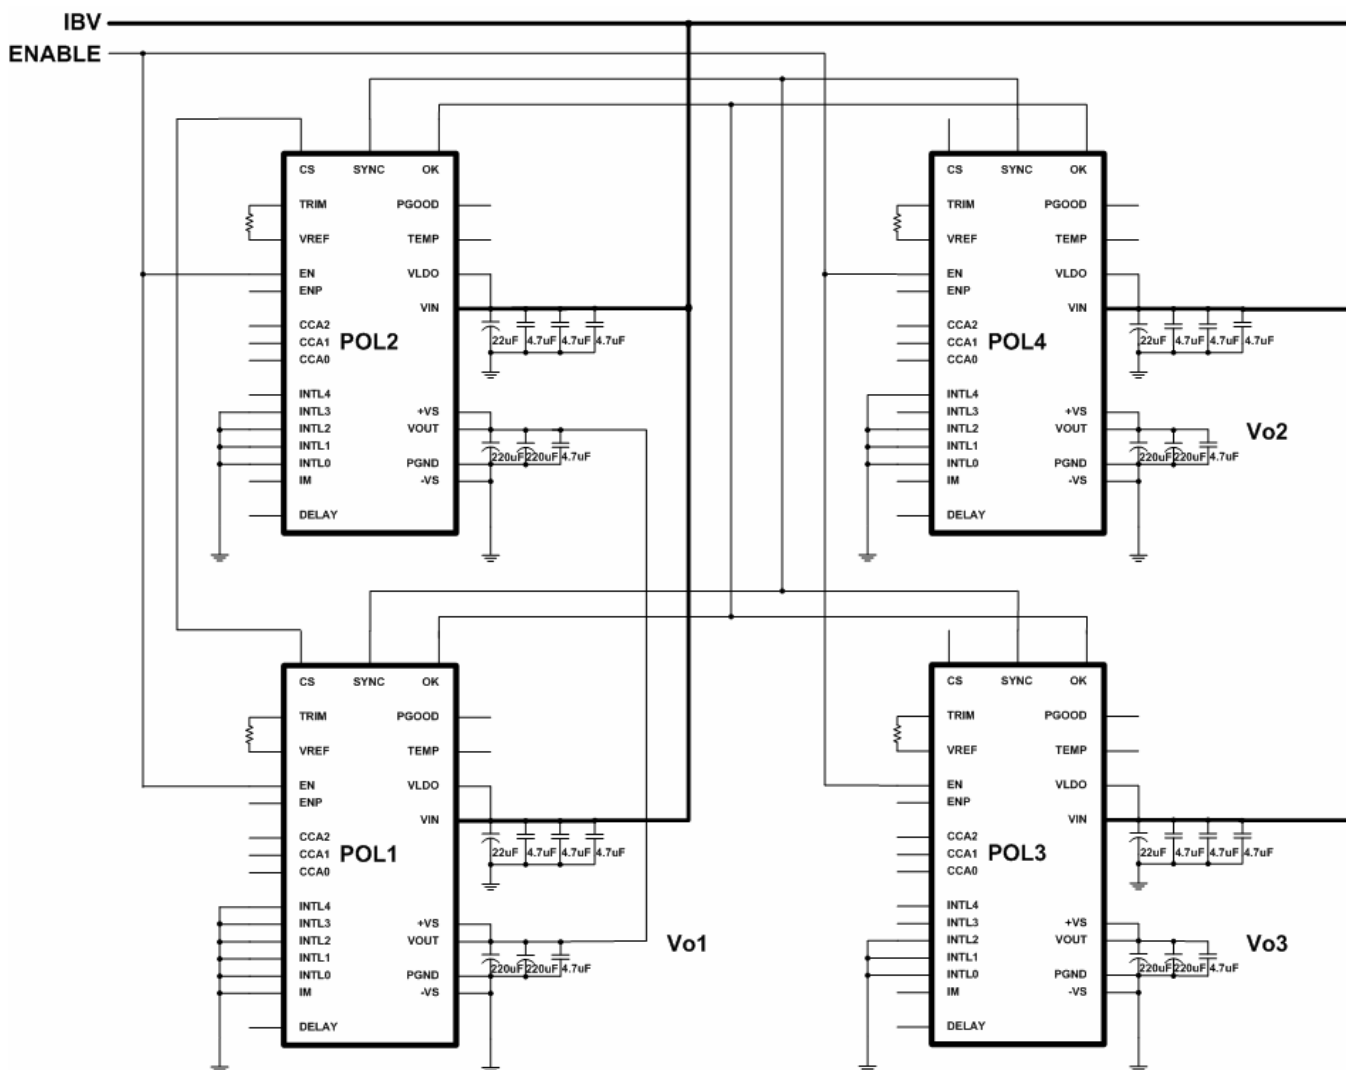 IBV
ENABLE
CS SYNC OK
TRIM PGOOD
VREF TEMP
EN VLDO
ENP
VIN
CCA2
CCA1 POL2
CCA0
22uF 4.7uF 4.7uF 4.7uF
INTL4
INTL3 +VS
INTL2 VOUT
INTL1
INTL0 PGND
220uF 220uF 4.7uF
IM -VS
DELAY
CS SYNC OK
TRIM PGOOD
VREF TEMP
EN VLDO
ENP
VIN
CCA2
CCA1 POL4
CCA0
22uF 4.7uF 4.7uF 4.7uF
INTL4
INTL3 +VS
INTL2 VOUT
Vo2
INTL1
INTL0 PGND
220uF 220uF 4.7uF
IM -VS
DELAY
CS SYNC OK
TRIM PGOOD
VREF TEMP
EN VLDO
ENP
VIN
CCA2
CCA1 POL1
CCA0
22uF 4.7uF 4.7uF 4.7uF
INTL4
INTL3 +VS
INTL2 VOUT
Vo1
INTL1
INTL0 PGND
220uF 220uF 4.7uF
IM -VS
DELAY
CS SYNC OK
TRIM PGOOD
VREF TEMP
EN VLDO
ENP
VIN
CCA2
CCA1 POL3
CCA0
22uF 4.7uF 4.7uF 4.7uF
INTL4
INTL3 +VS
INTL2 VOUT
Vo3
INTL1
INTL0 PGND
220uF 220uF 4.7uF
IM -VS
DELAY